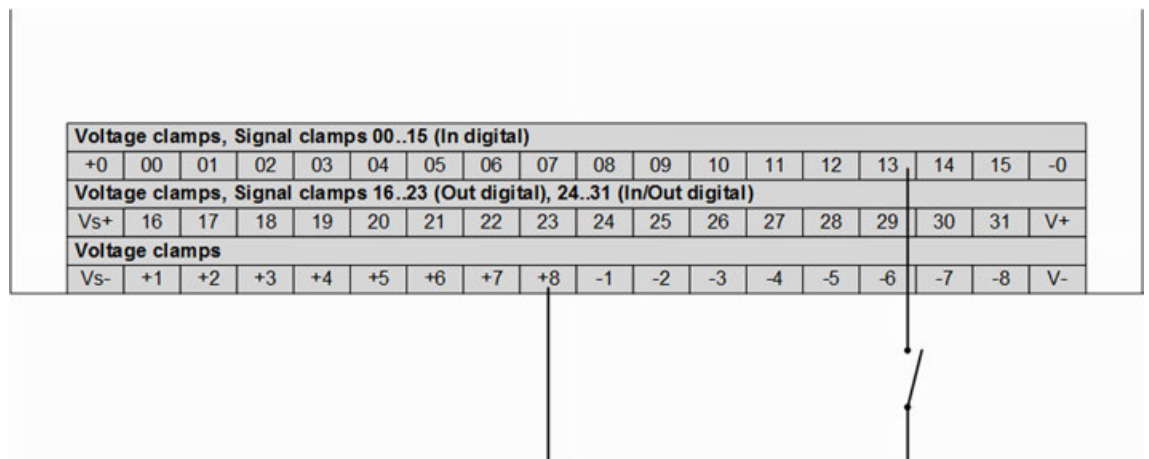 Voltage clamps, Signal clamps 00..15 (In digital)
+0 00 01 02 03 04 05 06 07 08 09 10 11 12 13 14 15 -0
Voltage clamps, Signal clamps 16..23 (Out digital), 24..31 (In/Out digital)
Vs+ 16 17 18 19 20 21 22 23 24 25 26 27 28 29 30 31 V+
Voltage clamps
Vs- +1 +2 +3 +4 +5 +6 +7 +8 -1 -2 -3 -4 -5 -6 -7 -8 V-